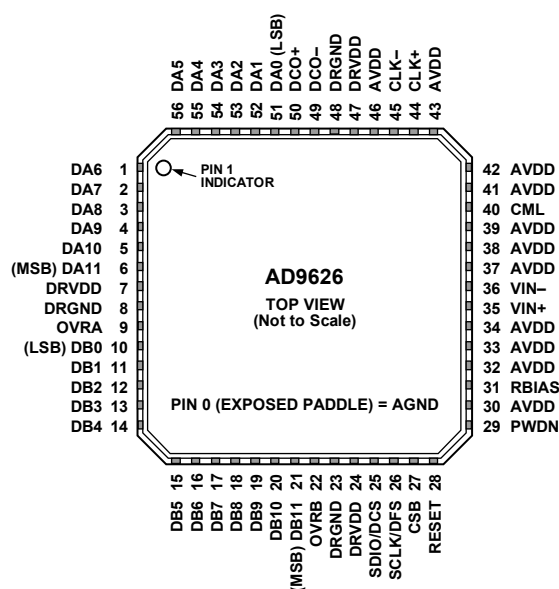 56 DA5
55 DA4
54 DA3
53 DA2
52 DA1
51 DA0 (LSB)
50 DCO+
49 DCO–
48 DRGND
47 DRVDD
46 AVDD
45 CLK–
44 CLK+
43 AVDD
DA6 1
DA7 2
DA8 3
DA9 4
DA10 5
(MSB) DA11 6
DRVDD 7
DRGND 8
OVRA 9
(LSB) DB0 10
DB1 11
DB2 12
DB3 13
DB4 14
PIN 1
INDICATOR
AD9626
TOP VIEW
(Not to Scale)
PIN 0 (EXPOSED PADDLE) = AGND
42 AVDD
41 AVDD
40 CML
39 AVDD
38 AVDD
37 AVDD
36 VIN–
35 VIN+
34 AVDD
33 AVDD
32 AVDD
31 RBIAS
30 AVDD
29 PWDN
DB5 15
DB6 16
DB7 17
DB8 18
DB9 19
DB10 20
(MSB) DB11 21
OVRB 22
DRGND 23
DRVDD 24
SDIO/DCS 25
SCLK/DFS 26
CSB 27
RESET 28